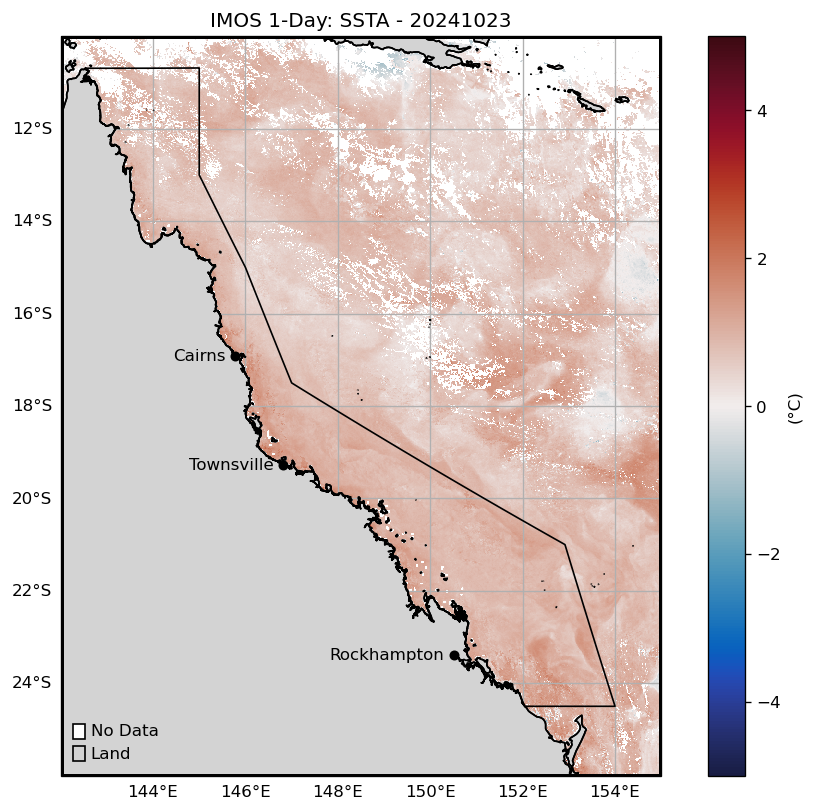 IMOS 1-Day: SSTA - 20241023
12°S
14°S
16°S
18°S
20°S
22°S
24°S
Cairns
Townsville
Rockhampton
No Data
Land
144°E 146°E 148°E 150°E 152°E 154°E
4
2
0
−2
−4
(°C)